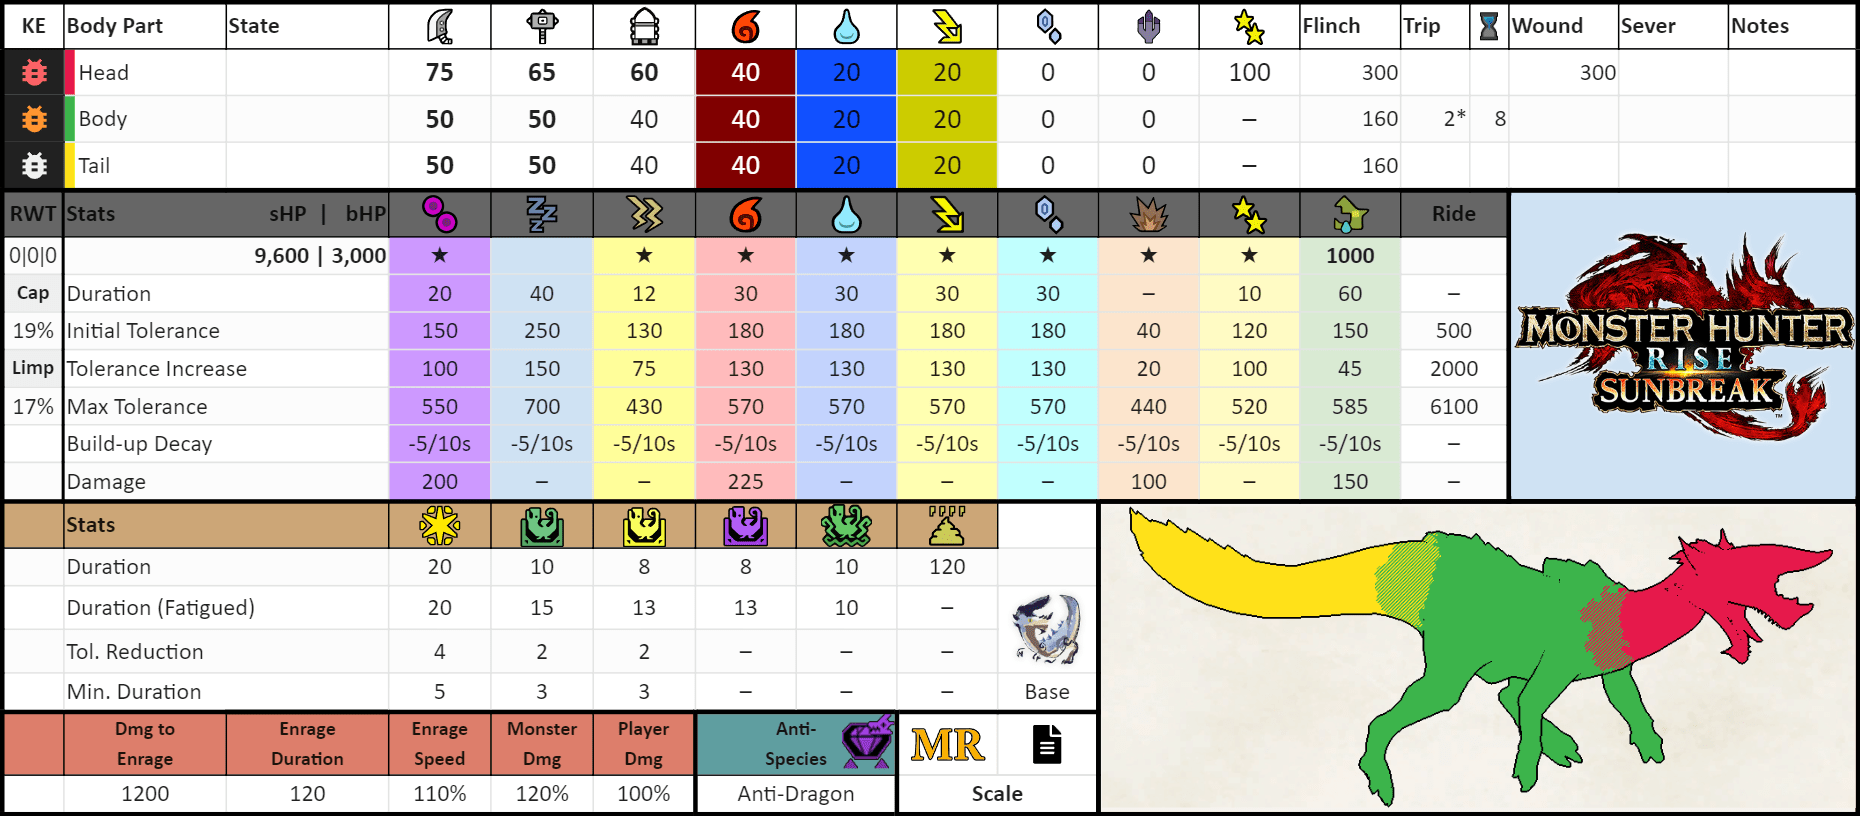 KE Body Part State Flinch Trip Wound Sever Notes
Head 75 65 60 40 20 20 0 0 100 300 300
Body 50 50 40 40 20 20 0 0 – 160 2* 8
Tail 50 50 40 40 20 20 0 0 – 160
RWT Stats sHP | bHP Ride
0|0|0 9,600 | 3,000 ★ ★ ★ ★ ★ ★ ★ ★ 1000
Cap Duration 20 40 12 30 30 30 30 – 10 60 –
19% Initial Tolerance 150 250 130 180 180 180 180 40 120 150 500
Limp Tolerance Increase 100 150 75 130 130 130 130 20 100 45 2000
17% Max Tolerance 550 700 430 570 570 570 570 440 520 585 6100
Build-up Decay -5/10s -5/10s -5/10s -5/10s -5/10s -5/10s -5/10s -5/10s -5/10s -5/10s –
Damage 200 – – 225 – – – 100 – 150 –
MONSTER HUNTER
RISE
SUNBREAK
™
Stats
Duration 20 10 8 8 10 120
Duration (Fatigued) 20 15 13 13 10 –
Tol. Reduction 4 2 2 – – –
Min. Duration 5 3 3 – – – Base
Dmg to Enrage Enrage Monster Player Anti-
Enrage Duration Speed Dmg Dmg Species
MR
1200 120 110% 120% 100% Anti-Dragon Scale